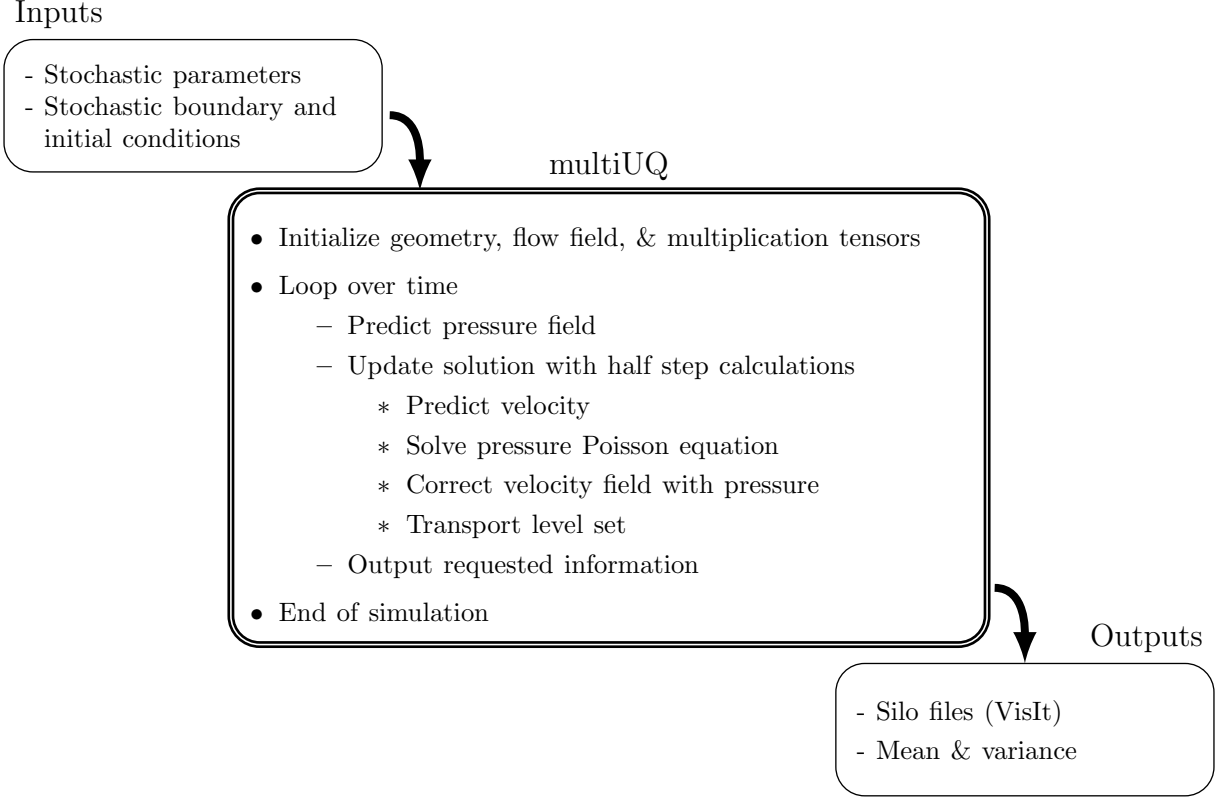 Inputs
- Stochastic parameters
- Stochastic boundary and
initial conditions
multiUQ
• Initialize geometry, flow field, & multiplication tensors
• Loop over time
– Predict pressure field
– Update solution with half step calculations
∗ Predict velocity
∗ Solve pressure Poisson equation
∗ Correct velocity field with pressure
∗ Transport level set
– Output requested information
• End of simulation
Outputs
- Silo files (VisIt)
- Mean & variance